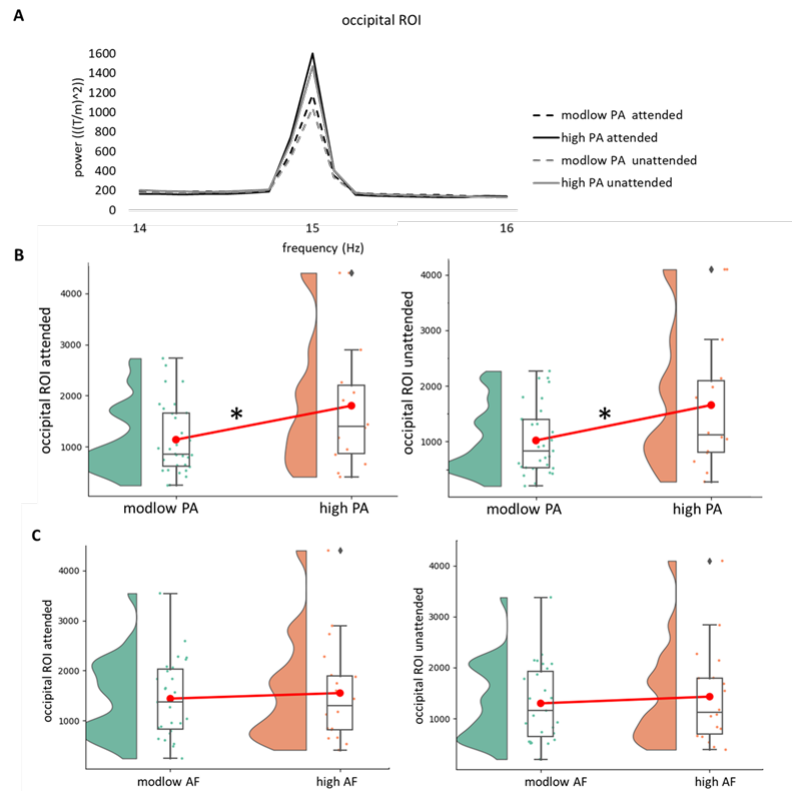 A
occipital ROI
power (((T/m)^2))
1600
1400
1200
1000
800
600
400
200
0
14
15
16
frequency (Hz)
modlow PA attended
high PA attended
modlow PA unattended
high PA unattended
B
occipital ROI attended
4000
3000
2000
1000
*
modlow PA
high PA
occipital ROI unattended
4000
3000
2000
1000
*
modlow PA
high PA
C
occipital ROI attended
4000
3000
2000
1000
modlow AF
high AF
occipital ROI unattended
4000
3000
2000
1000
modlow AF
high AF